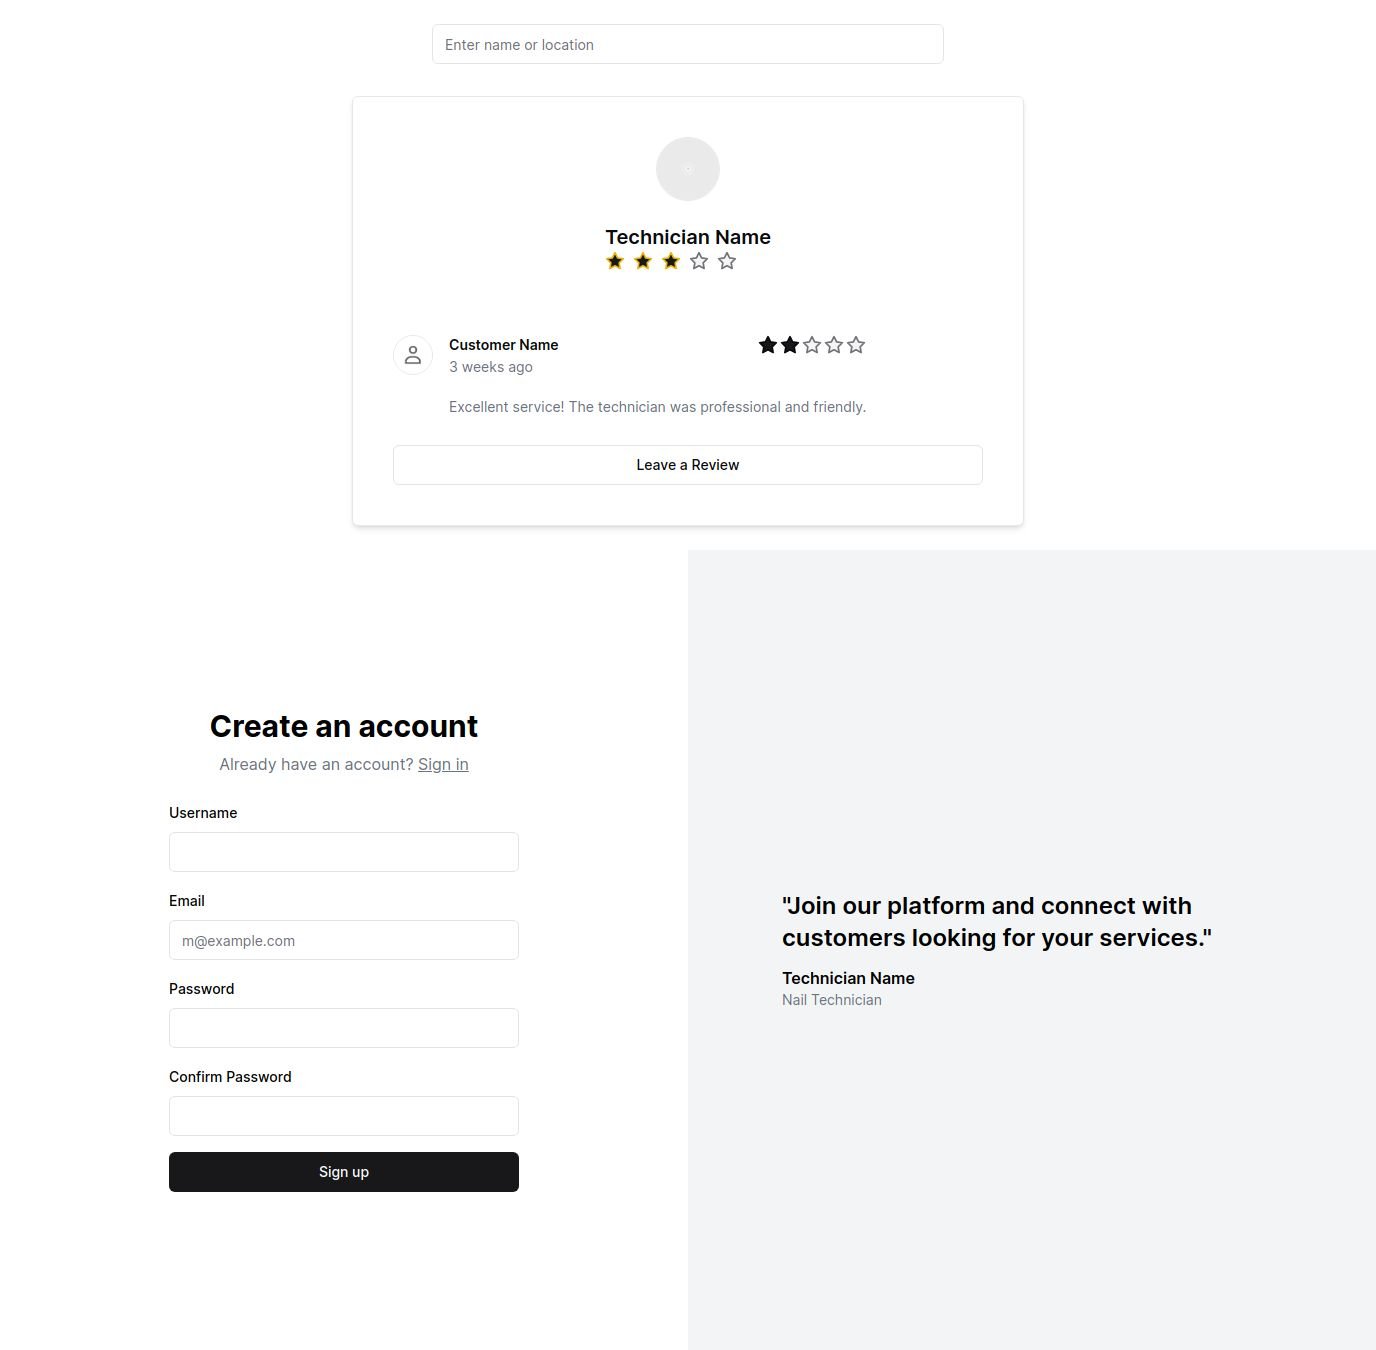 Enter name or location
Technician Name
Customer Name
3 weeks ago
Excellent service! The technician was professional and friendly.
Leave a Review
Create an account
Already have an account? Sign in
Username
Email
m@example.com
Password
Confirm Password
Sign up
"Join our platform and connect with
customers looking for your services."
Technician Name
Nail Technician